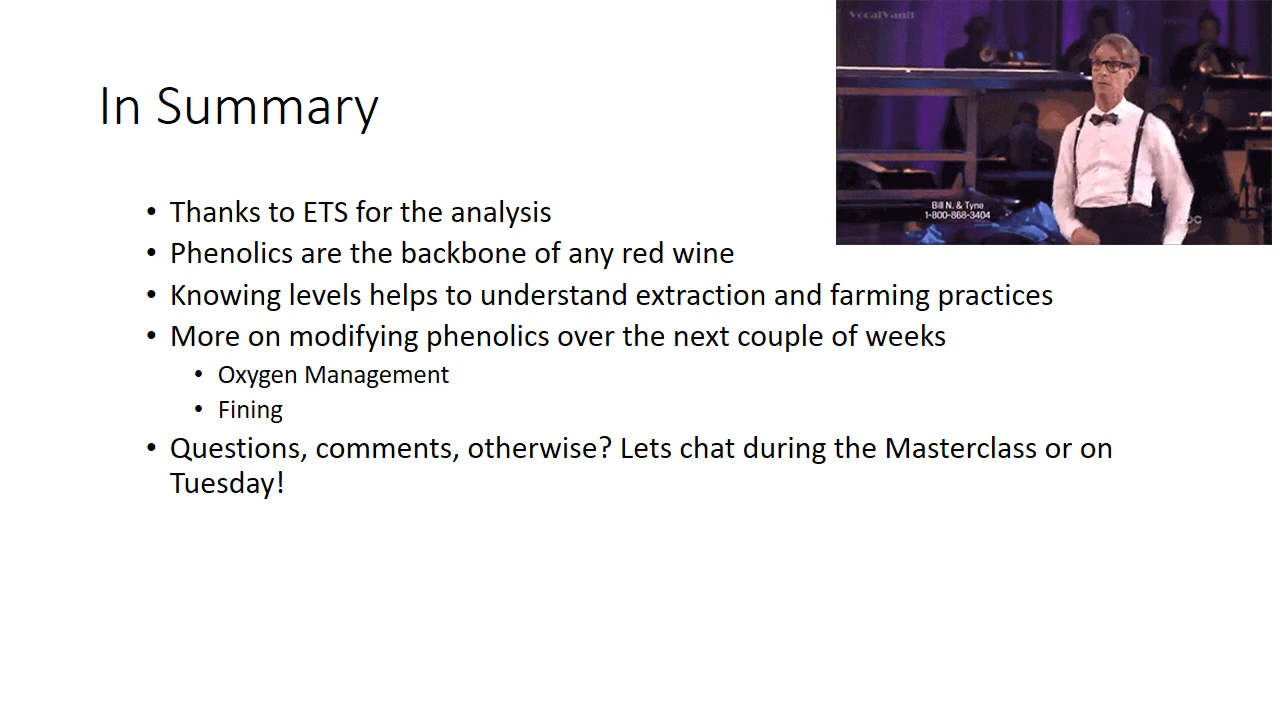 VocalVault
In Summary
• Thanks to ETS for the analysis
• Phenolics are the backbone of any red wine
Bill N. & Tyne
1-800-868-3404
abc
• Knowing levels helps to understand extraction and farming practices
• More on modifying phenolics over the next couple of weeks
• Oxygen Management
• Fining
• Questions, comments, otherwise? Lets chat during the Masterclass or on
Tuesday!